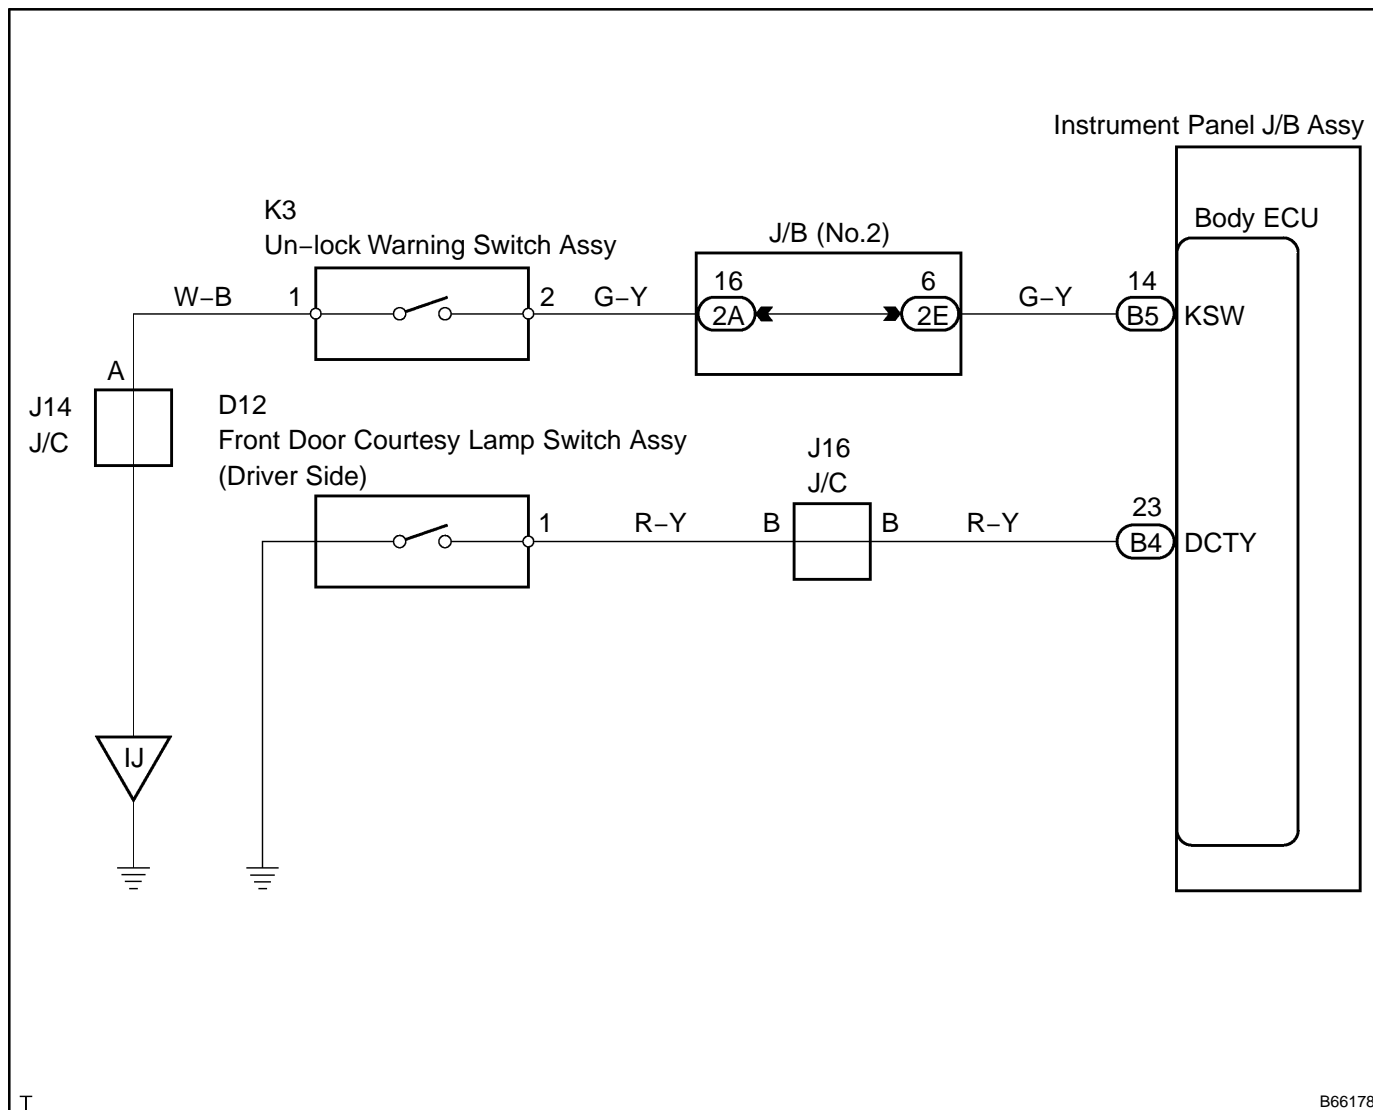 Instrument Panel J/B Assy
Body ECU
K3
Un–lock Warning Switch Assy
J/B (No.2)
W–B
1
2
G–Y
16
2A
6
2E
G–Y
14
B5
KSW
A
J14
J/C
D12
Front Door Courtesy Lamp Switch Assy
(Driver Side)
J16
J/C
1
R–Y
B
B
R–Y
23
B4
DCTY
IJ
T
B66178